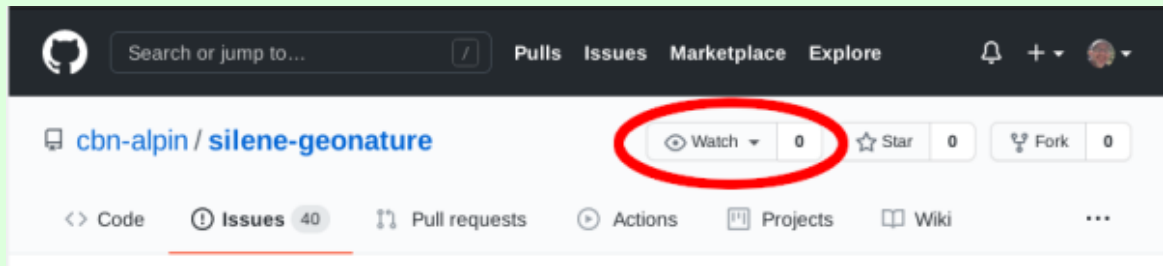 Search or jump to... / Pulls Issues Marketplace Explore
cbn-alpin / silene-geonature Watch 0 Star 0 Fork 0
Code Issues 40 Pull requests Actions Projects Wiki ...